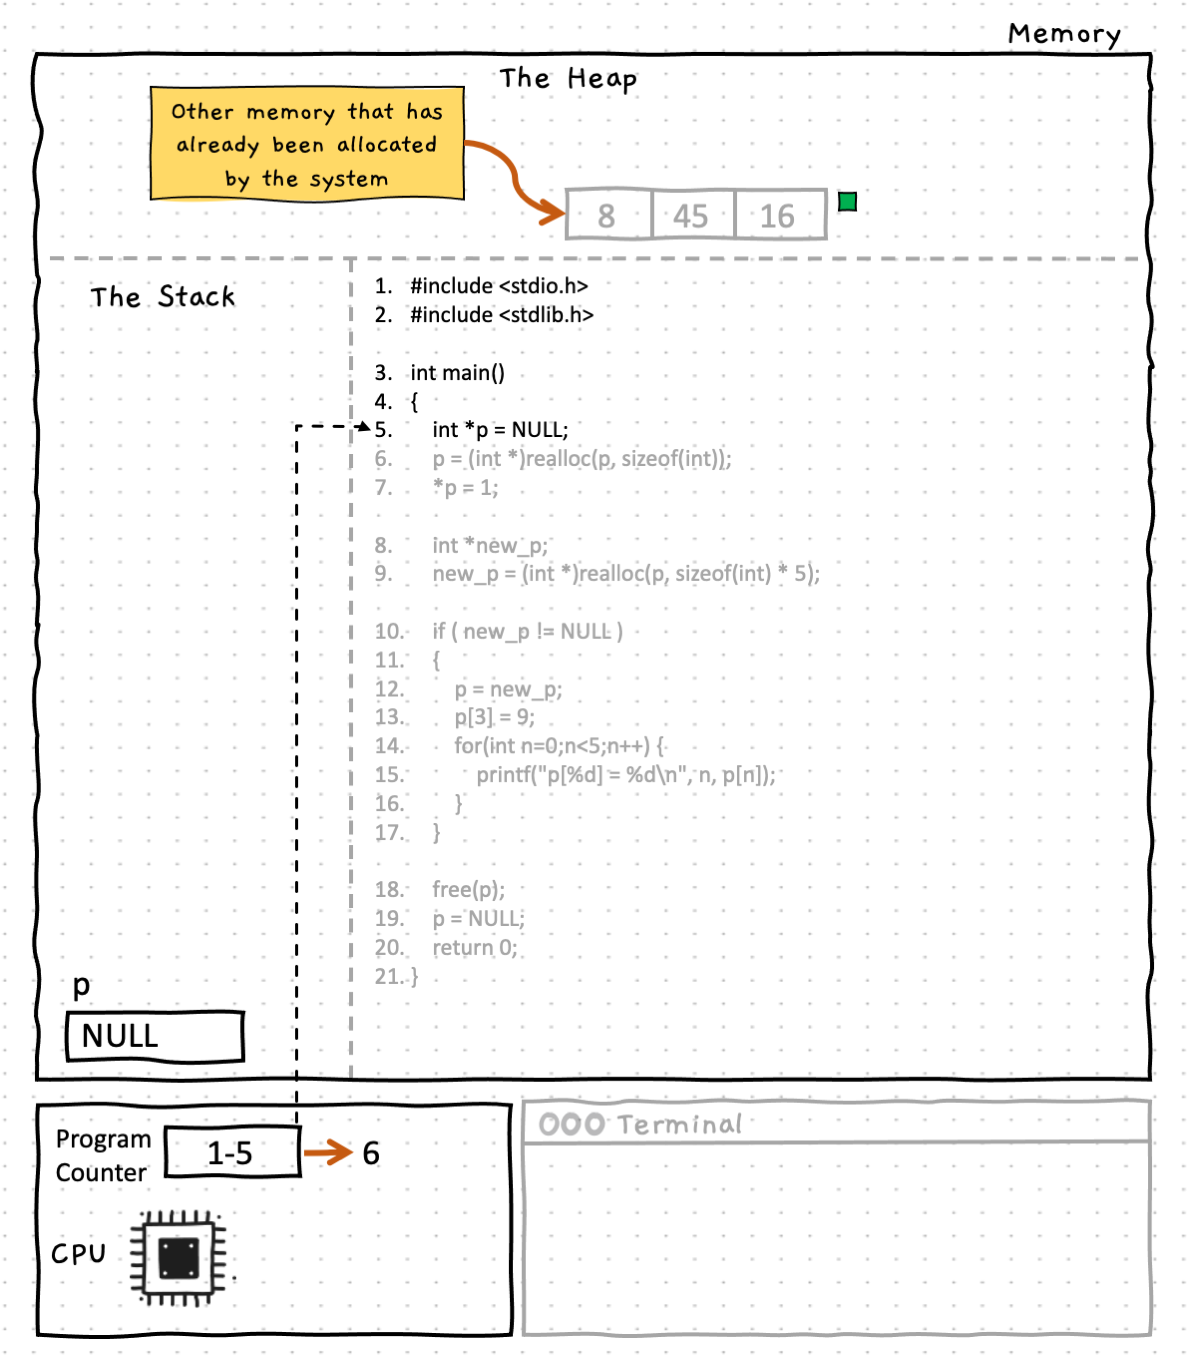 Memory
The Heap
Other memory that has
already been allocated
by the system
8 45 16
The Stack
1. #include <stdio.h>
2. #include <stdlib.h>
3. int main()
4. {
5. int *p = NULL;
6. p = (int *)realloc(p, sizeof(int));
7. *p = 1;
8. int *new_p;
9. new_p = (int *)realloc(p, sizeof(int) * 5);
10. if ( new_p != NULL )
11. {
12. p = new_p;
13. p[3] = 9;
14. for(int n=0;n<5;n++) {
15. printf("p[%d] = %d\n", n, p[n]);
16. }
17. }
18. free(p);
19. p = NULL;
20. return 0;
21. }
p
NULL
Program
Counter
1-5
6
CPU
Terminal